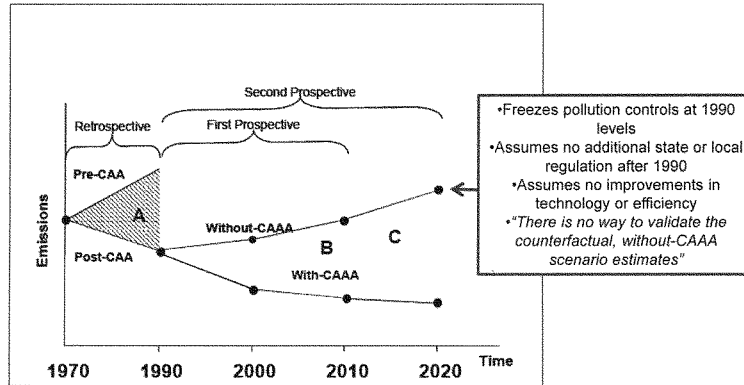 Second Prospective
Retrospective
First Prospective
Pre-CAA
A
Without-CAAA
B
C
Post-CAA
With-CAAA
Emissions
Time
1970
1990
2000
2010
2020
•Freezes pollution controls at 1990
levels
•Assumes no additional state or local
regulation after 1990
•Assumes no improvements in
technology or efficiency
•"There is no way to validate the
counterfactual, without-CAAA
scenario estimates"